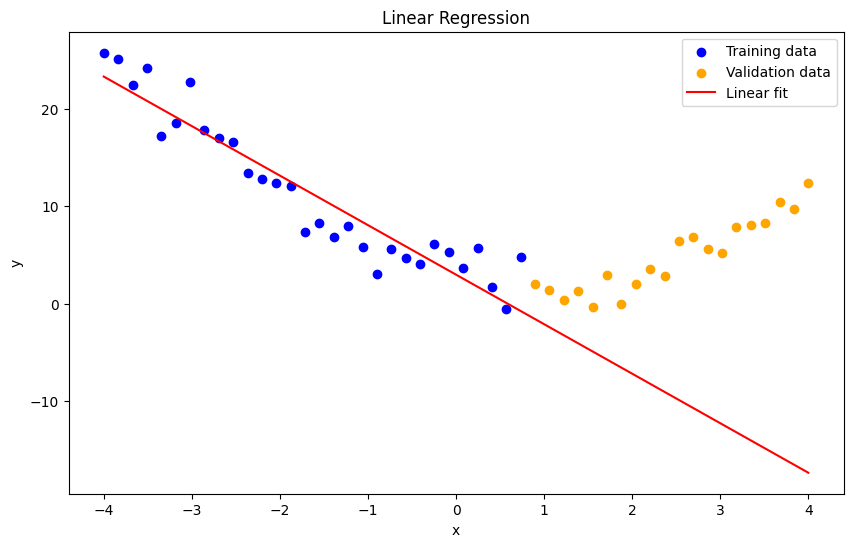 Linear Regression
Training data
Validation data
Linear fit
20
10
0
−10
y
−4 −3 −2 −1 0 1 2 3 4
x